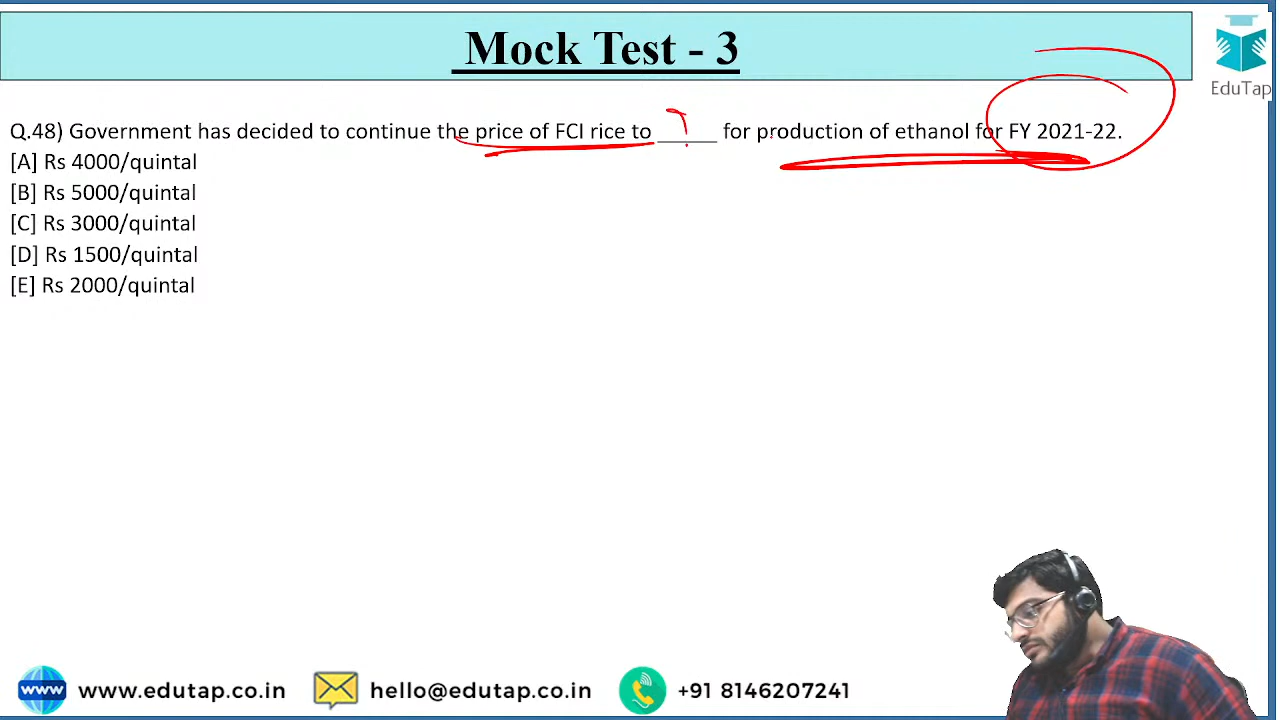 Mock Test - 3
EduTap
Q.48) Government has decided to continue the price of FCI rice to _____ for production of ethanol for FY 2021-22.
?
[A] Rs 4000/quintal
[B] Rs 5000/quintal
[C] Rs 3000/quintal
[D] Rs 1500/quintal
[E] Rs 2000/quintal
www
www.edutap.co.in
hello@edutap.co.in
+91 8146207241